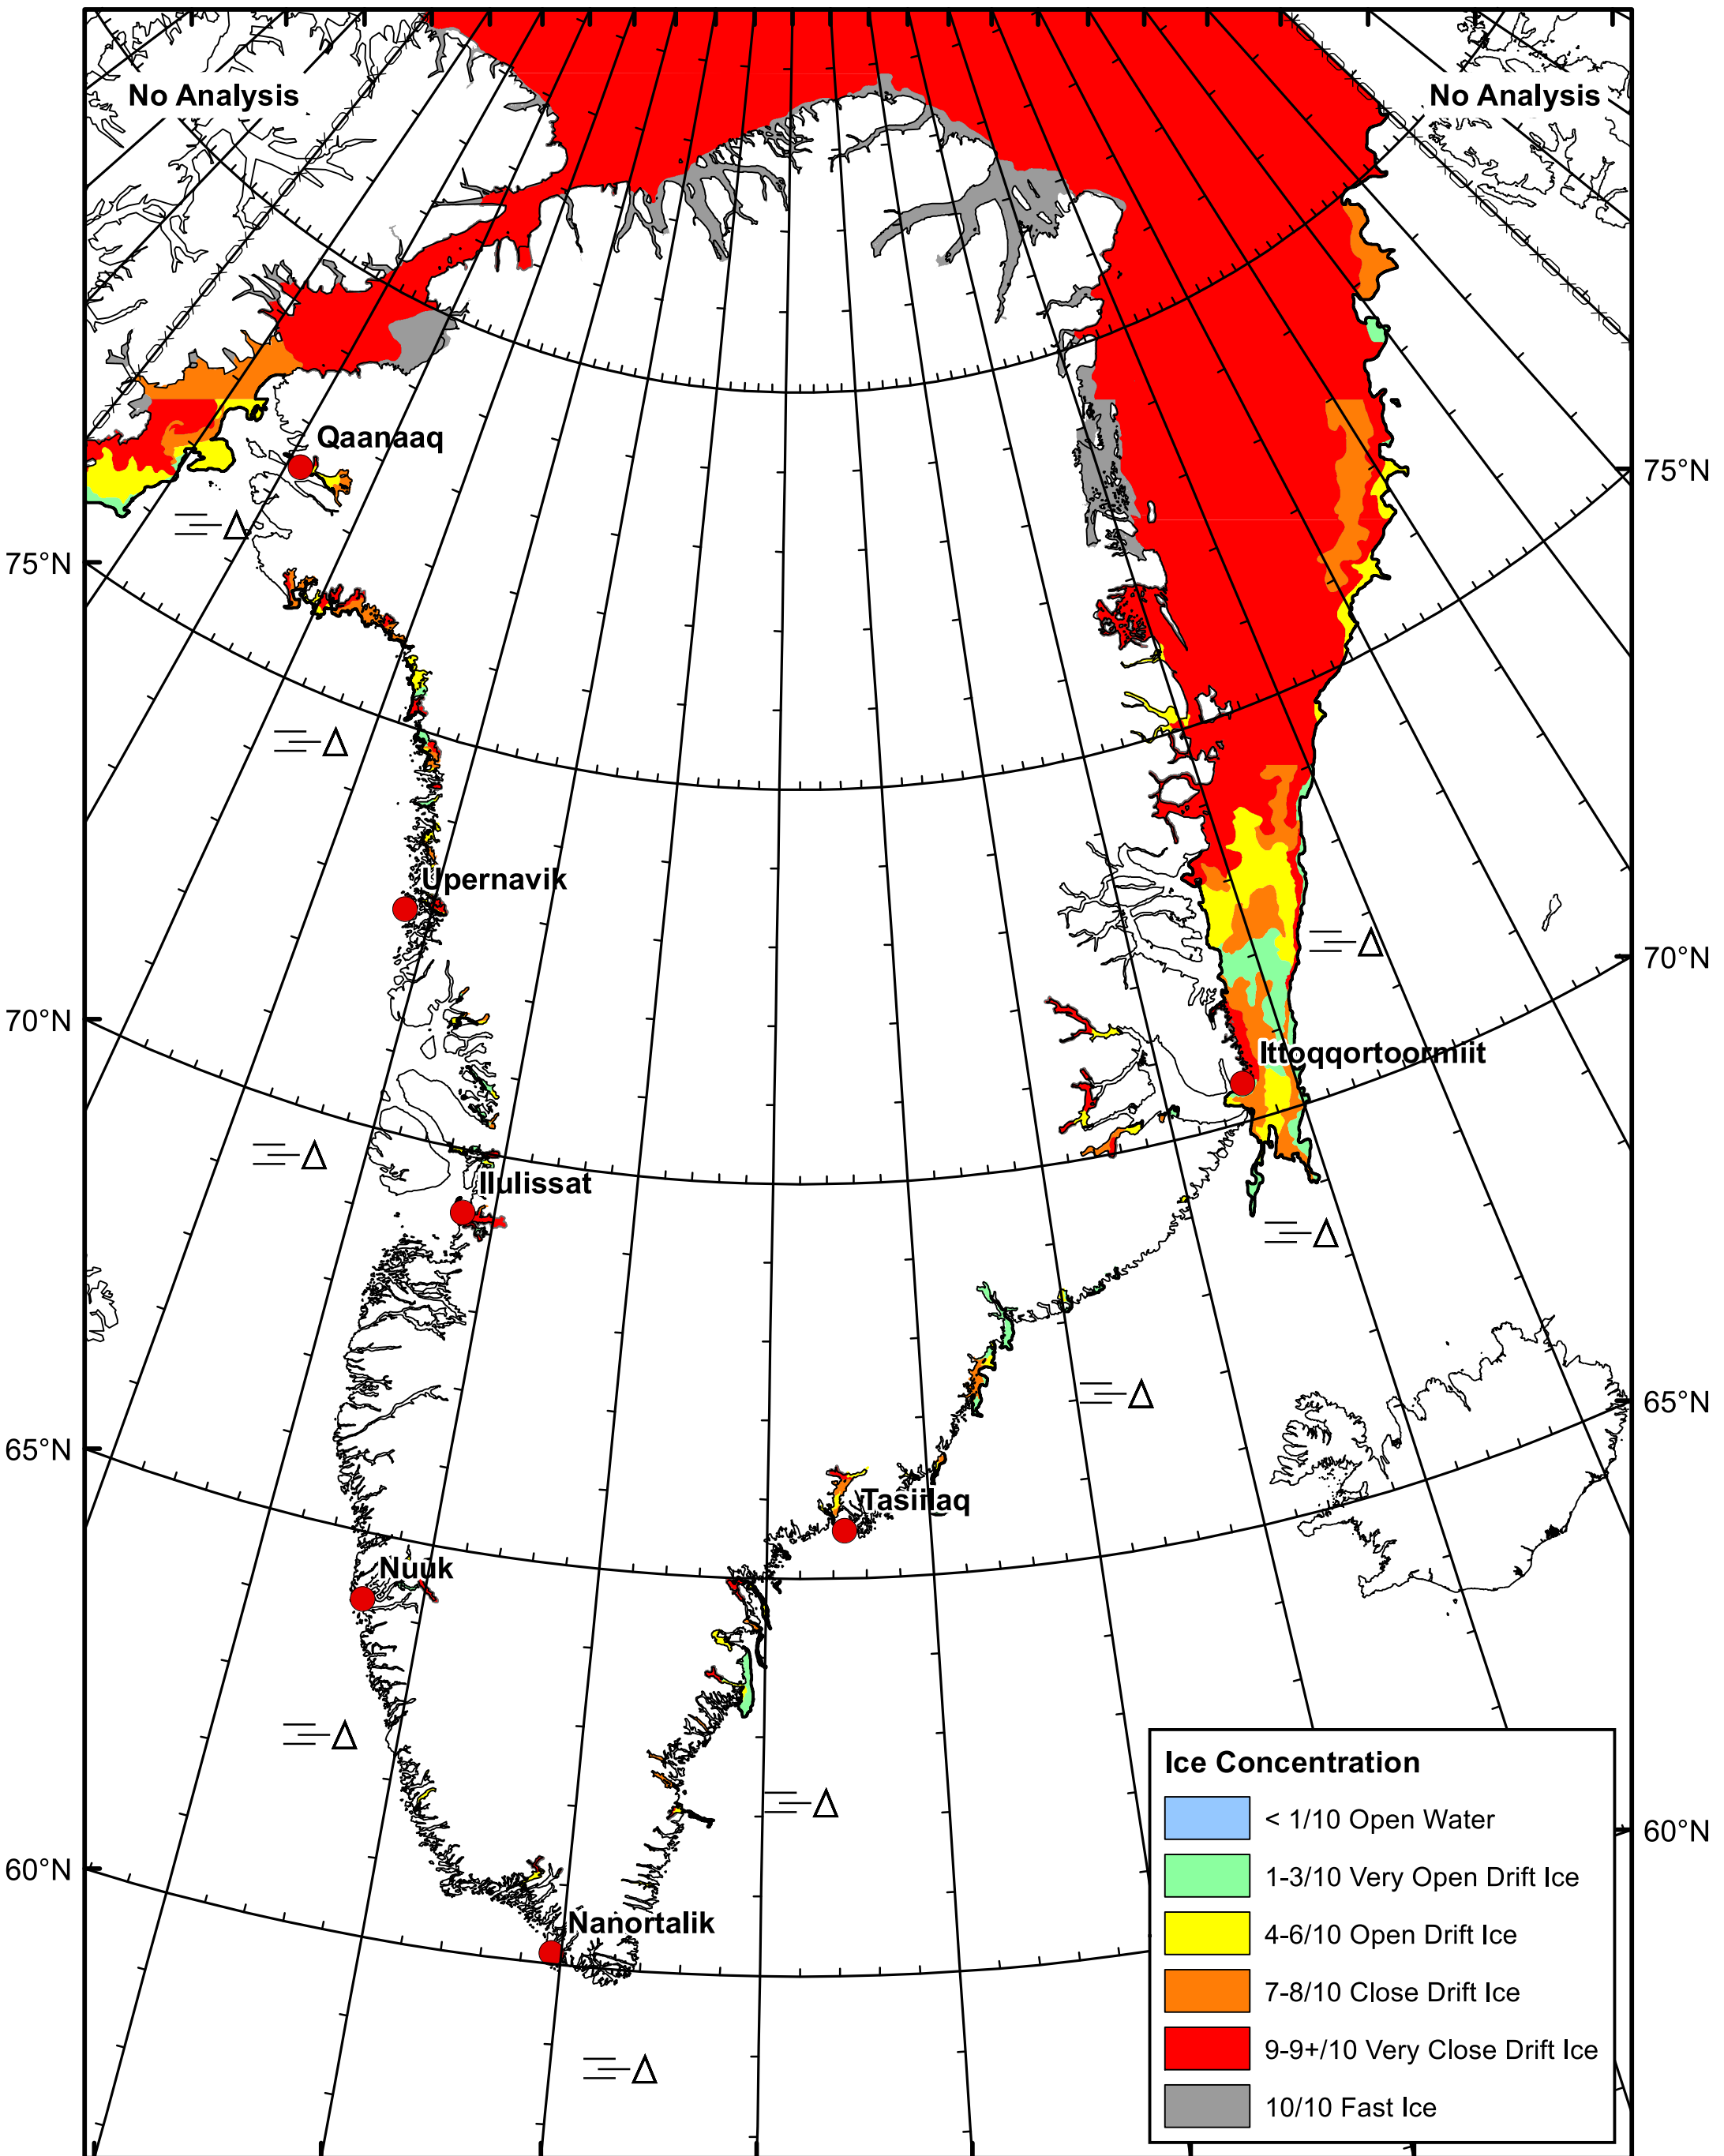 No Analysis
No Analysis
Qaanaaq
75°N
75°N
Upernavik
70°N
70°N
Ittoqqortoormiit
Ilulissat
65°N
65°N
Tasiilaq
Nuuk
60°N
60°N
Nanortalik
Ice Concentration
< 1/10 Open Water
1-3/10 Very Open Drift Ice
4-6/10 Open Drift Ice
7-8/10 Close Drift Ice
9-9+/10 Very Close Drift Ice
10/10 Fast Ice